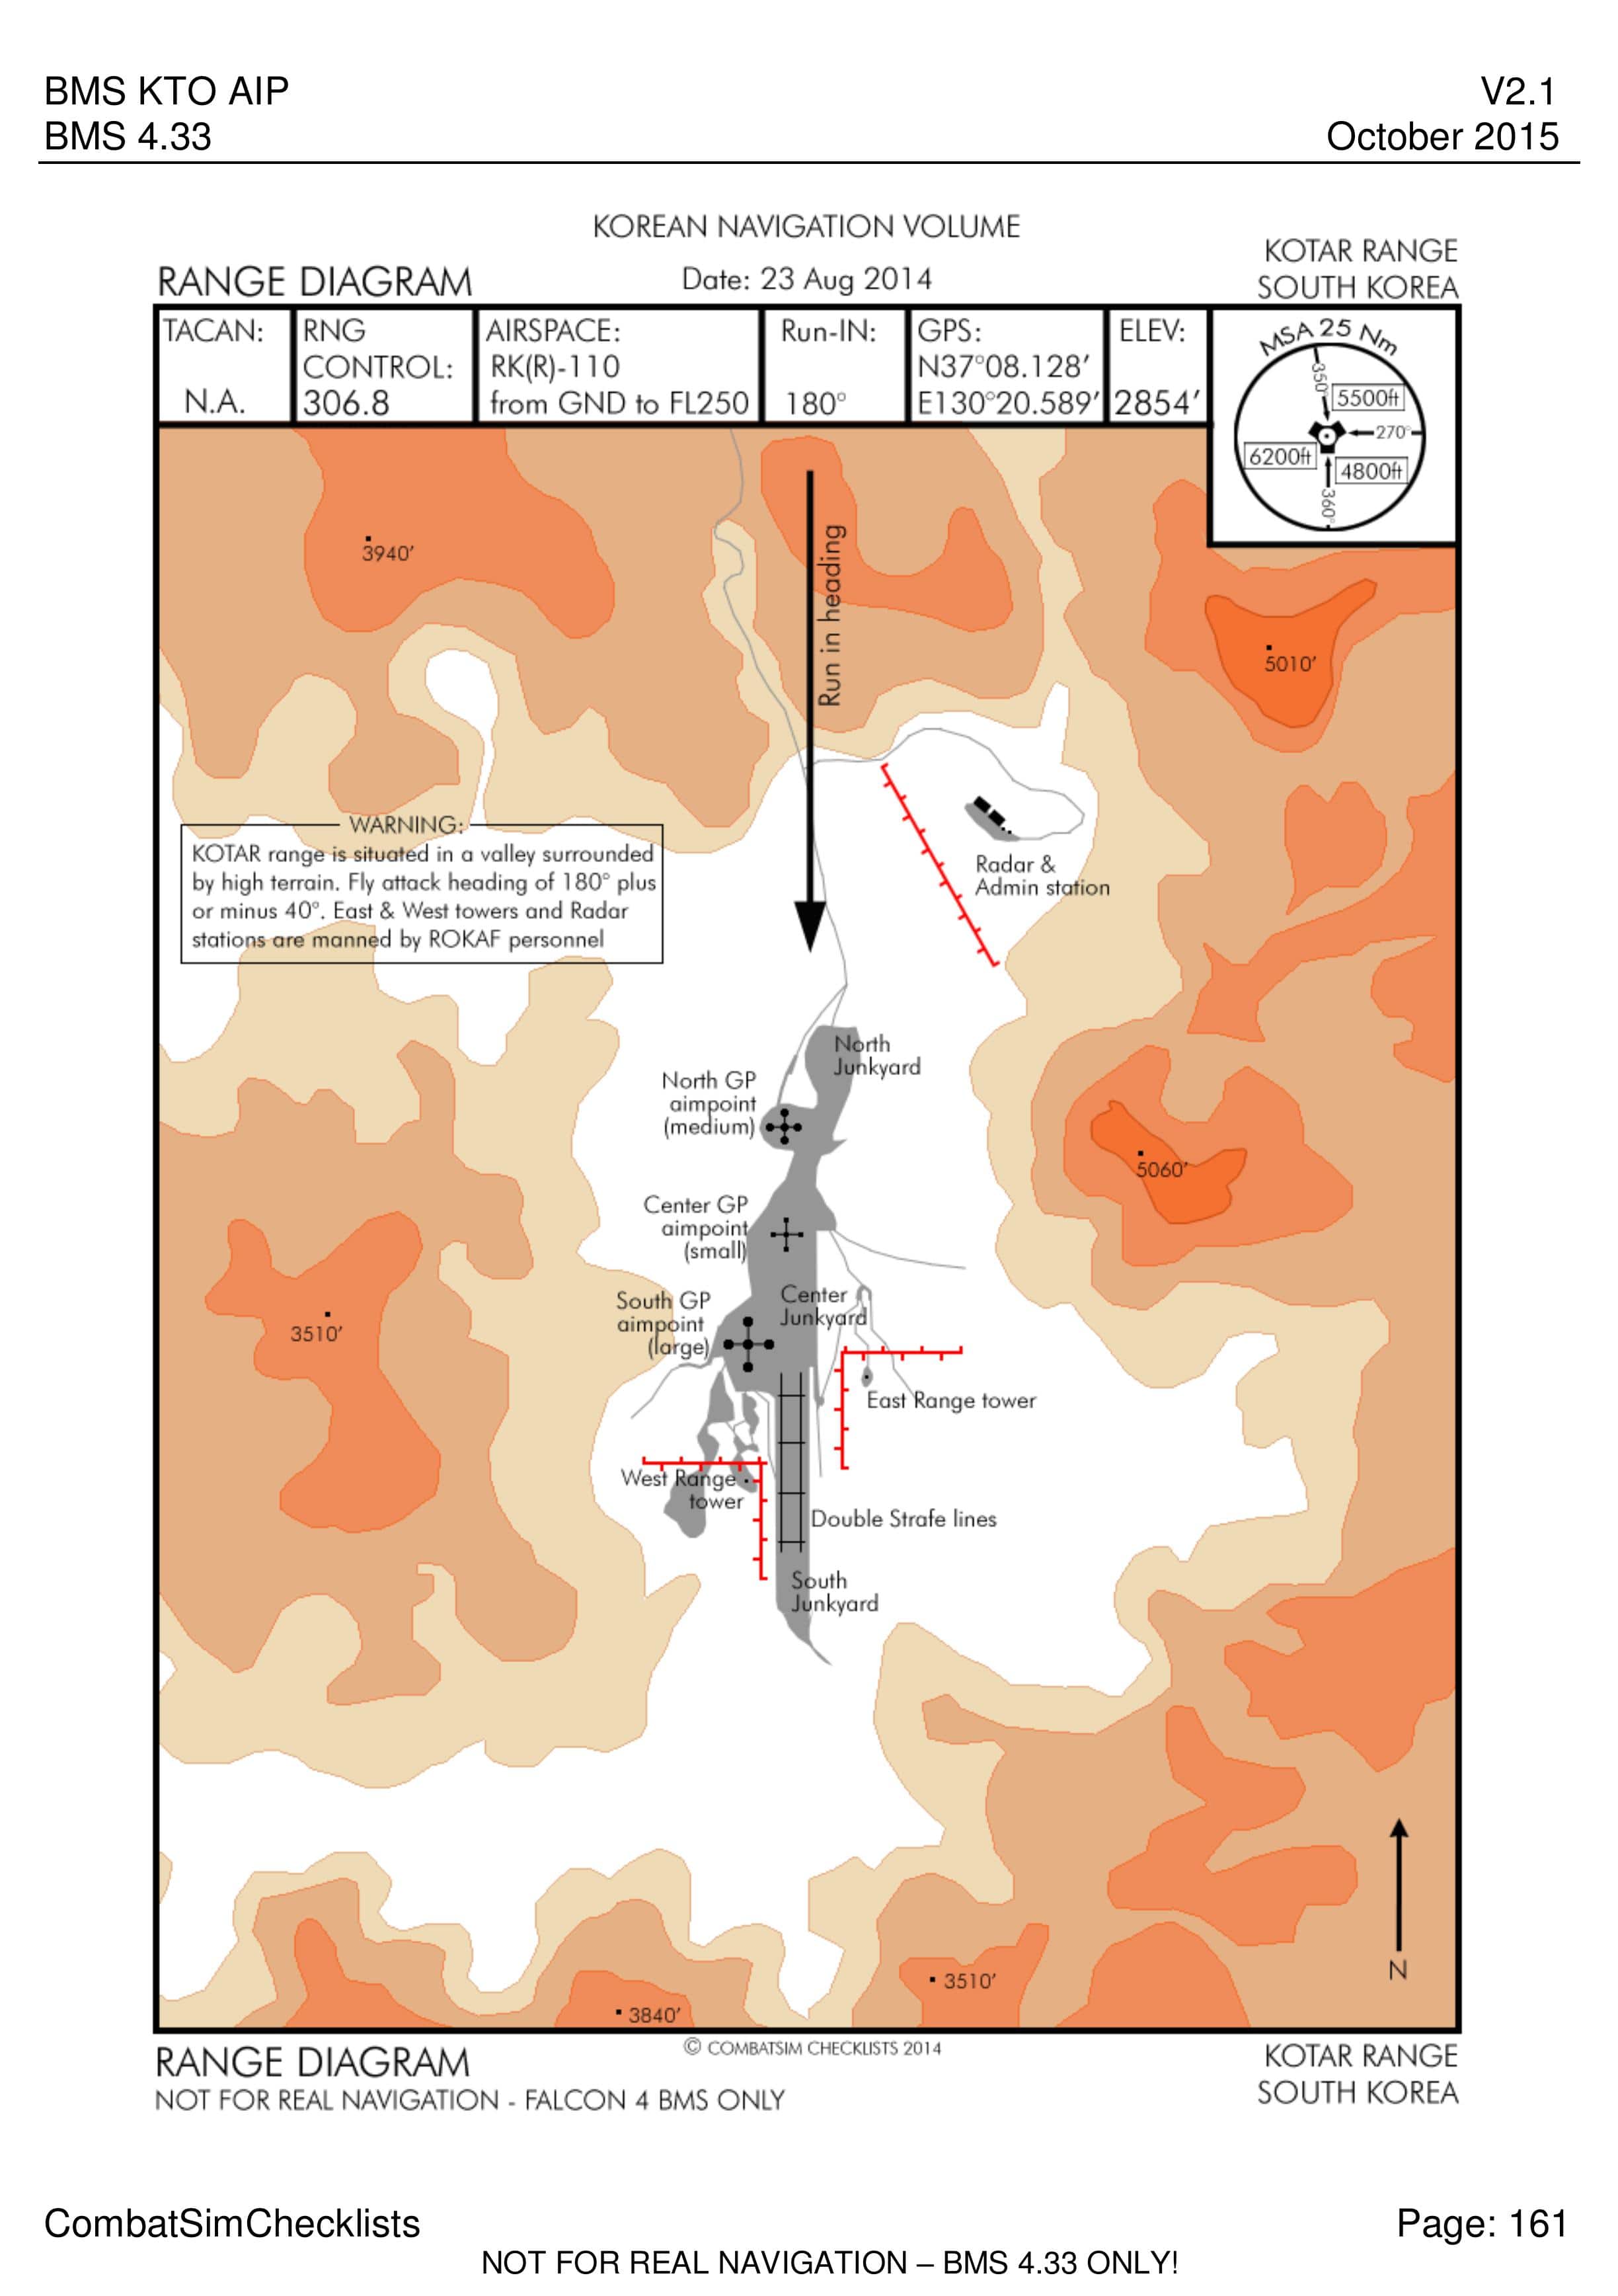 BMS KTO AIP
V2.1
BMS 4.33
October 2015
KOREAN NAVIGATION VOLUME
KOTAR RANGE
SOUTH KOREA
RANGE DIAGRAM
Date: 23 Aug 2014
TACAN:
N.A.
RNG
CONTROL:
306.8
AIRSPACE:
RK(R)-110
from GND to FL250
Run-IN:
180°
GPS:
N37°08.128'
E130°20.589'
ELEV:
2854'
MSA 25 Nm
350°
5500ft
270°
6200ft
4800ft
360°
3940'
Run in heading
5010'
WARNING:
KOTAR range is situated in a valley surrounded
by high terrain. Fly attack heading of 180° plus
or minus 40°. East & West towers and Radar
stations are manned by ROKAF personnel
Radar &
Admin station
North
Junkyard
North GP
aimpoint
(medium)
5060'
Center GP
aimpoint
(small)
Center
Junkyard
South GP
aimpoint
(large)
3510'
East Range tower
West Range
tower
Double Strafe lines
South
Junkyard
N
3510'
3840'
RANGE DIAGRAM
© COMBATSIM CHECKLISTS 2014
KOTAR RANGE
SOUTH KOREA
NOT FOR REAL NAVIGATION - FALCON 4 BMS ONLY
CombatSimChecklists
Page: 161
NOT FOR REAL NAVIGATION – BMS 4.33 ONLY!